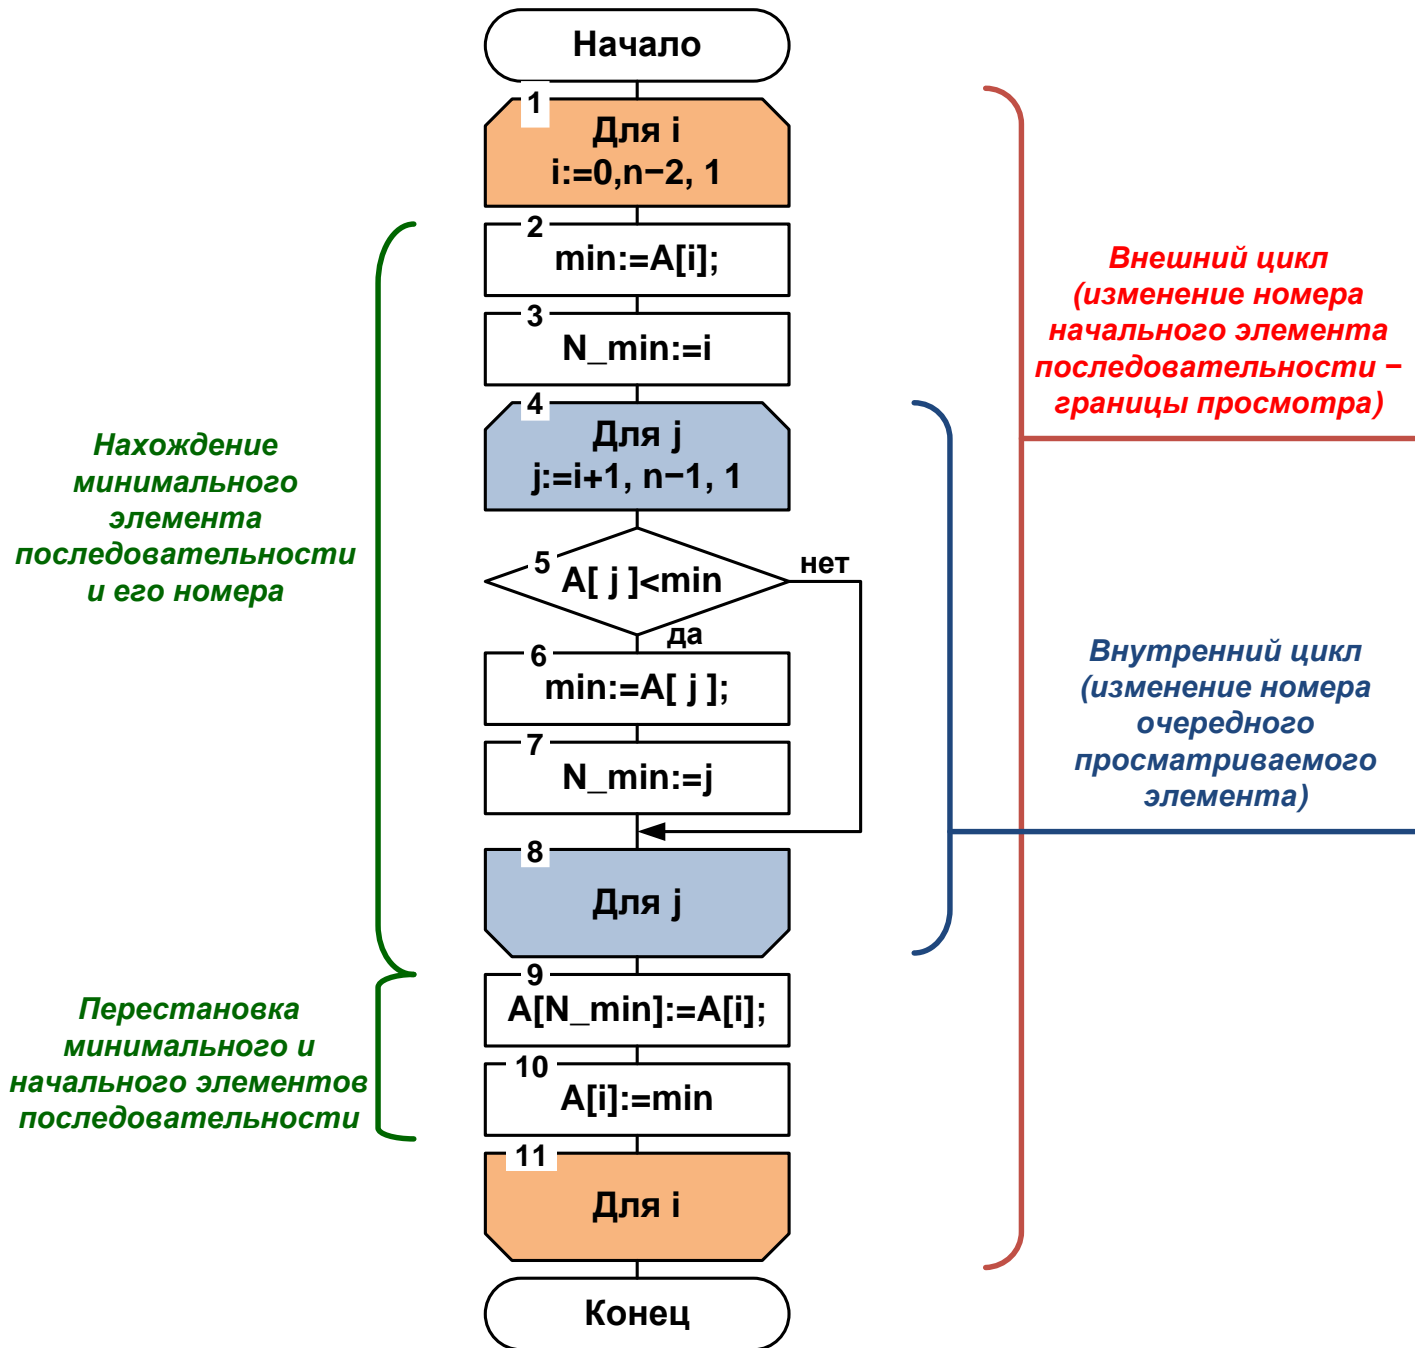 Начало
1
Для i
i:=0,n−2, 1
2
min:=A[i];
3
N_min:=i
4
Для j
j:=i+1, n−1, 1
5
A[ j ]<min
нет
да
6
min:=A[ j ];
7
N_min:=j
8
Для j
9
A[N_min]:=A[i];
10
A[i]:=min
11
Для i
Конец
Нахождение
минимального
элемента
последовательности
и его номера
Перестановка
минимального и
начального элементов
последовательности
Внешний цикл
(изменение номера
начального элемента
последовательности −
границы просмотра)
Внутренний цикл
(изменение номера
очередного
просматриваемого
элемента)